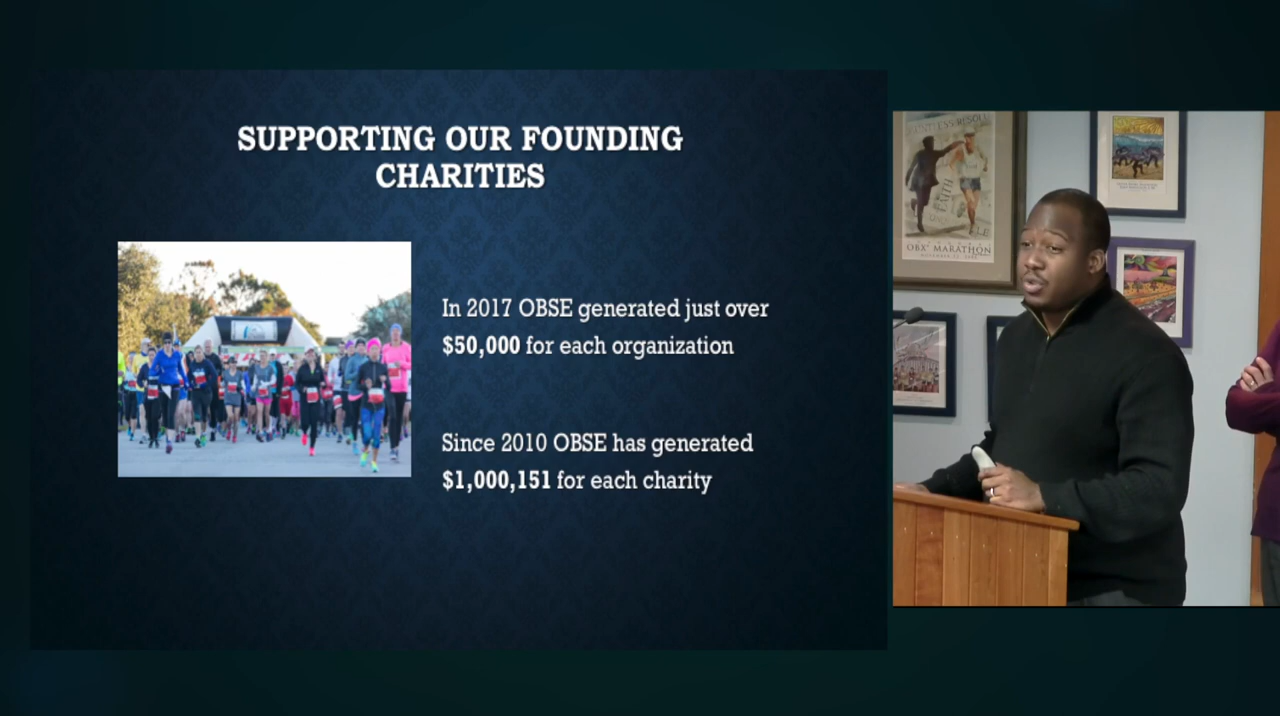 SUPPORTING OUR FOUNDING
CHARITIES
In 2017 OBSE generated just over
$50,000 for each organization
Since 2010 OBSE has generated
$1,000,151 for each charity
FAITH
OBX MARATHON